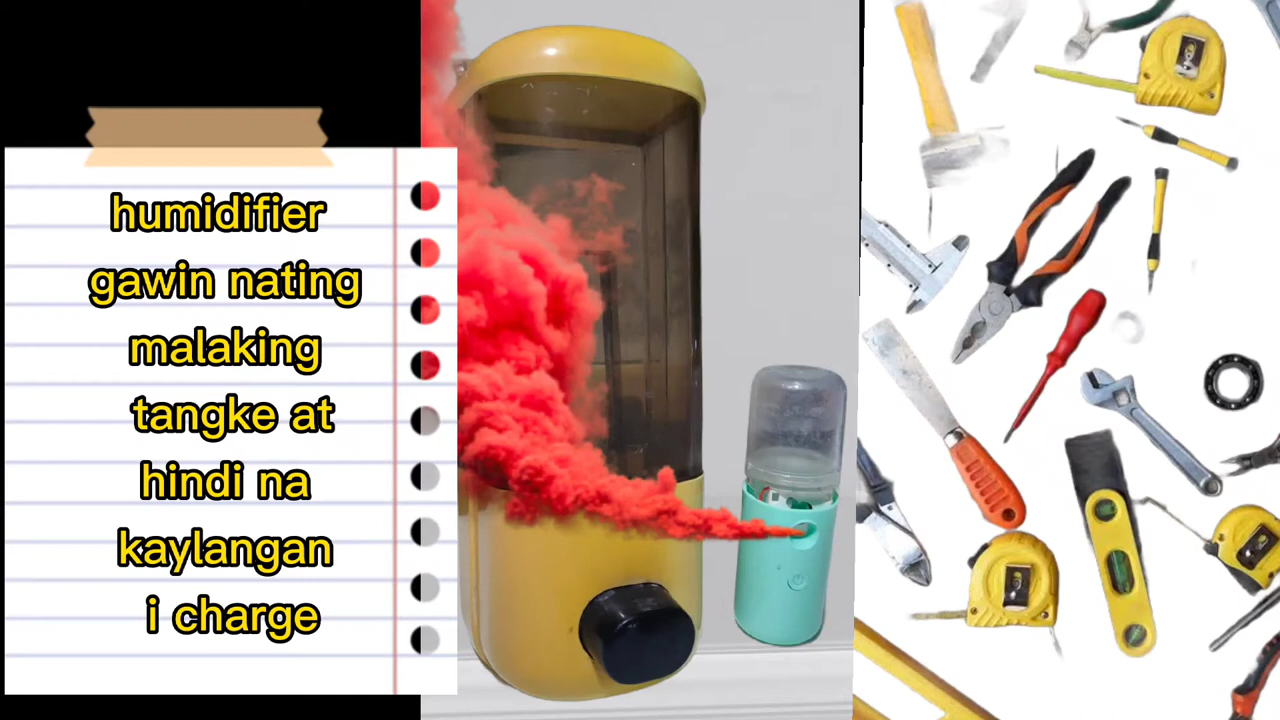 humidifier
gawin nating
malaking
tangke at
hindi na
kaylangan
i charge